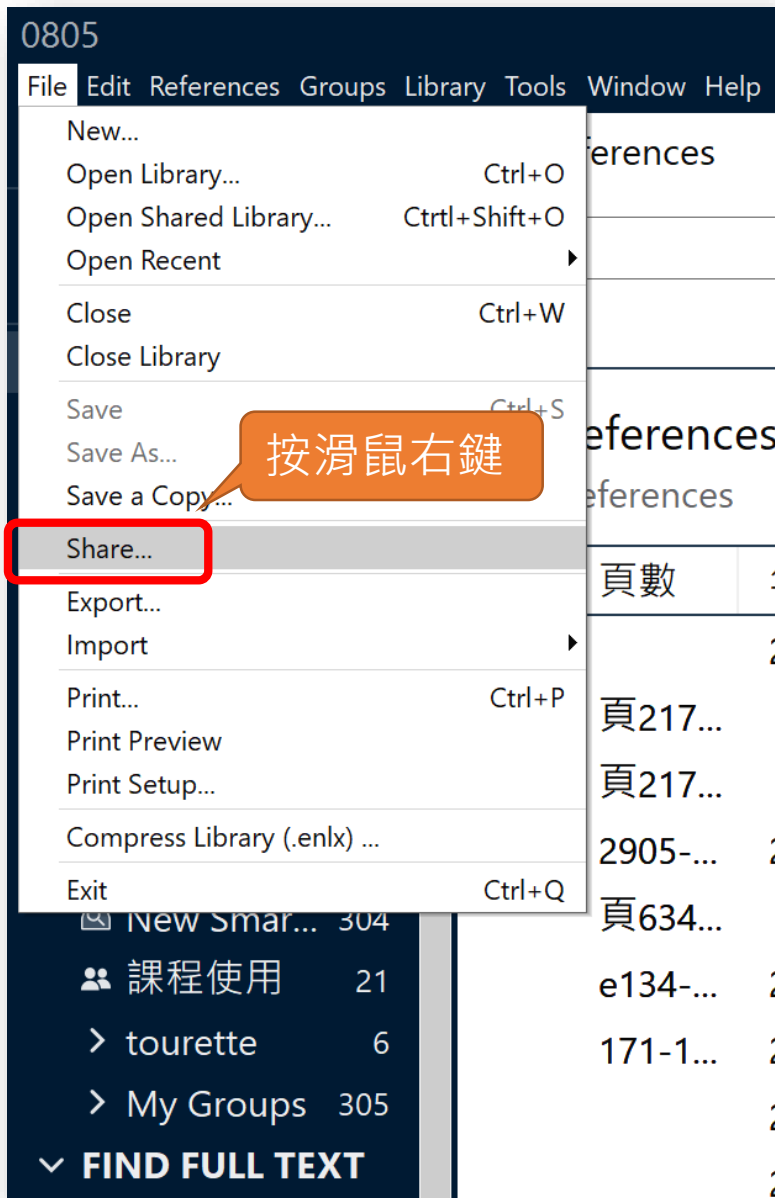 0805
File Edit References Groups Library Tools Window Help
New...
Open Library... Ctrl+O
Open Shared Library... Ctrtl+Shift+O
Open Recent
Close Ctrl+W
Close Library
Save Ctrl+S
Save As...
Save a Copy...
按滑鼠右鍵
Share...
Export...
Import
Print... Ctrl+P
Print Preview
Print Setup...
Compress Library (.enlx) ...
Exit Ctrl+Q
erences
eferences
eferences
頁數
頁217...
頁217...
2905-...
頁634...
e134-...
171-1...
New Smar... 304
課程使用 21
tourette 6
My Groups 305
FIND FULL TEXT